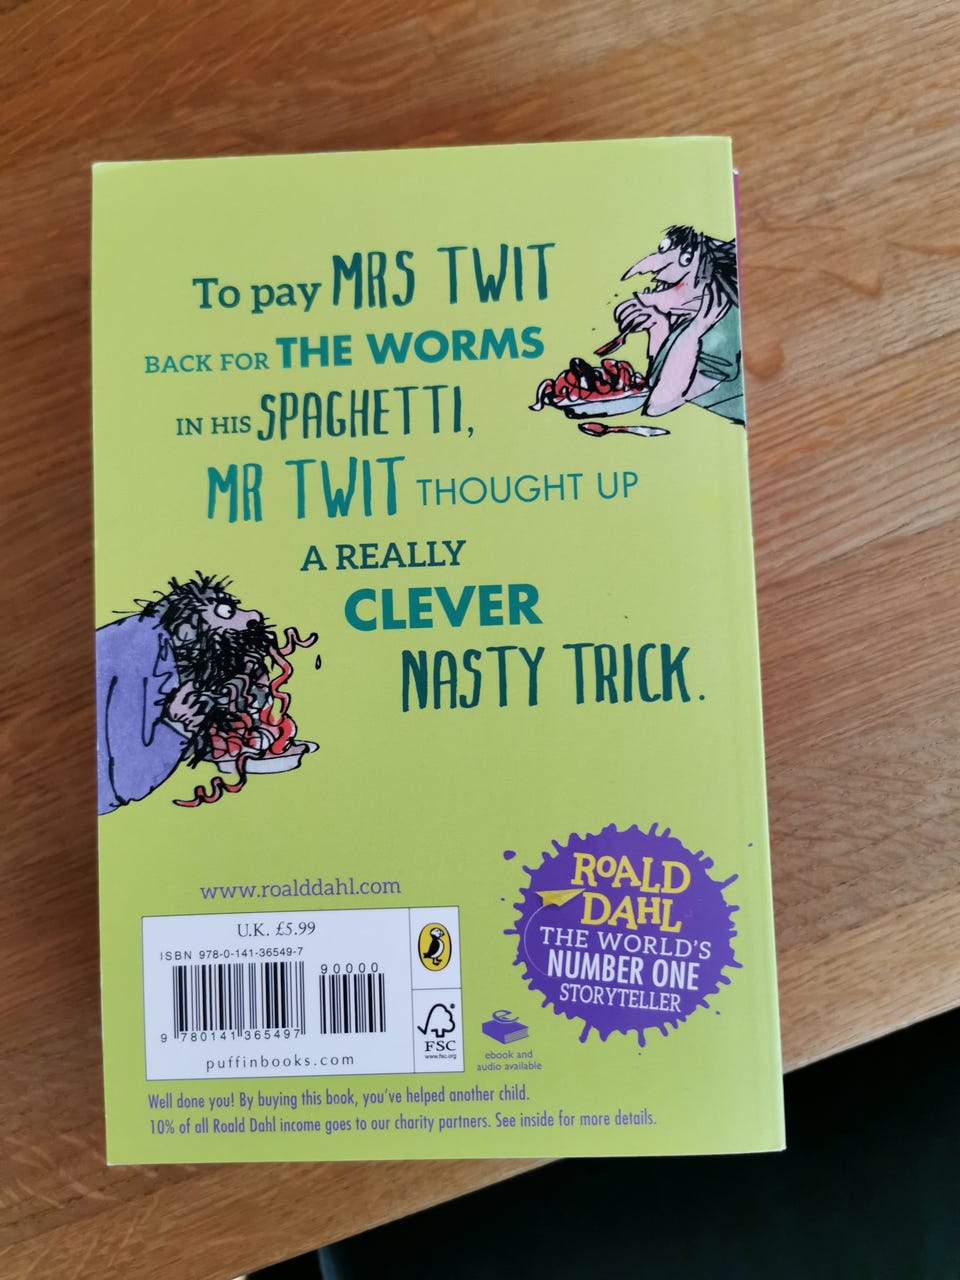 To pay MRS TWIT
BACK FOR THE WORMS
IN HIS SPAGHETTI,
MR TWIT THOUGHT UP
A REALLY
CLEVER
NASTY TRICK.
www.roalddahl.com
U.K. £5.99
ISBN 978-0-141-36549-7
90000
9 780141 365497
puffinbooks.com
FSC
www.fsc.org
ebook and
audio available
ROALD
DAHL
THE WORLD'S
NUMBER ONE
STORYTELLER
Well done you! By buying this book, you've helped another child.
10% of all Roald Dahl income goes to our charity partners. See inside for more details.